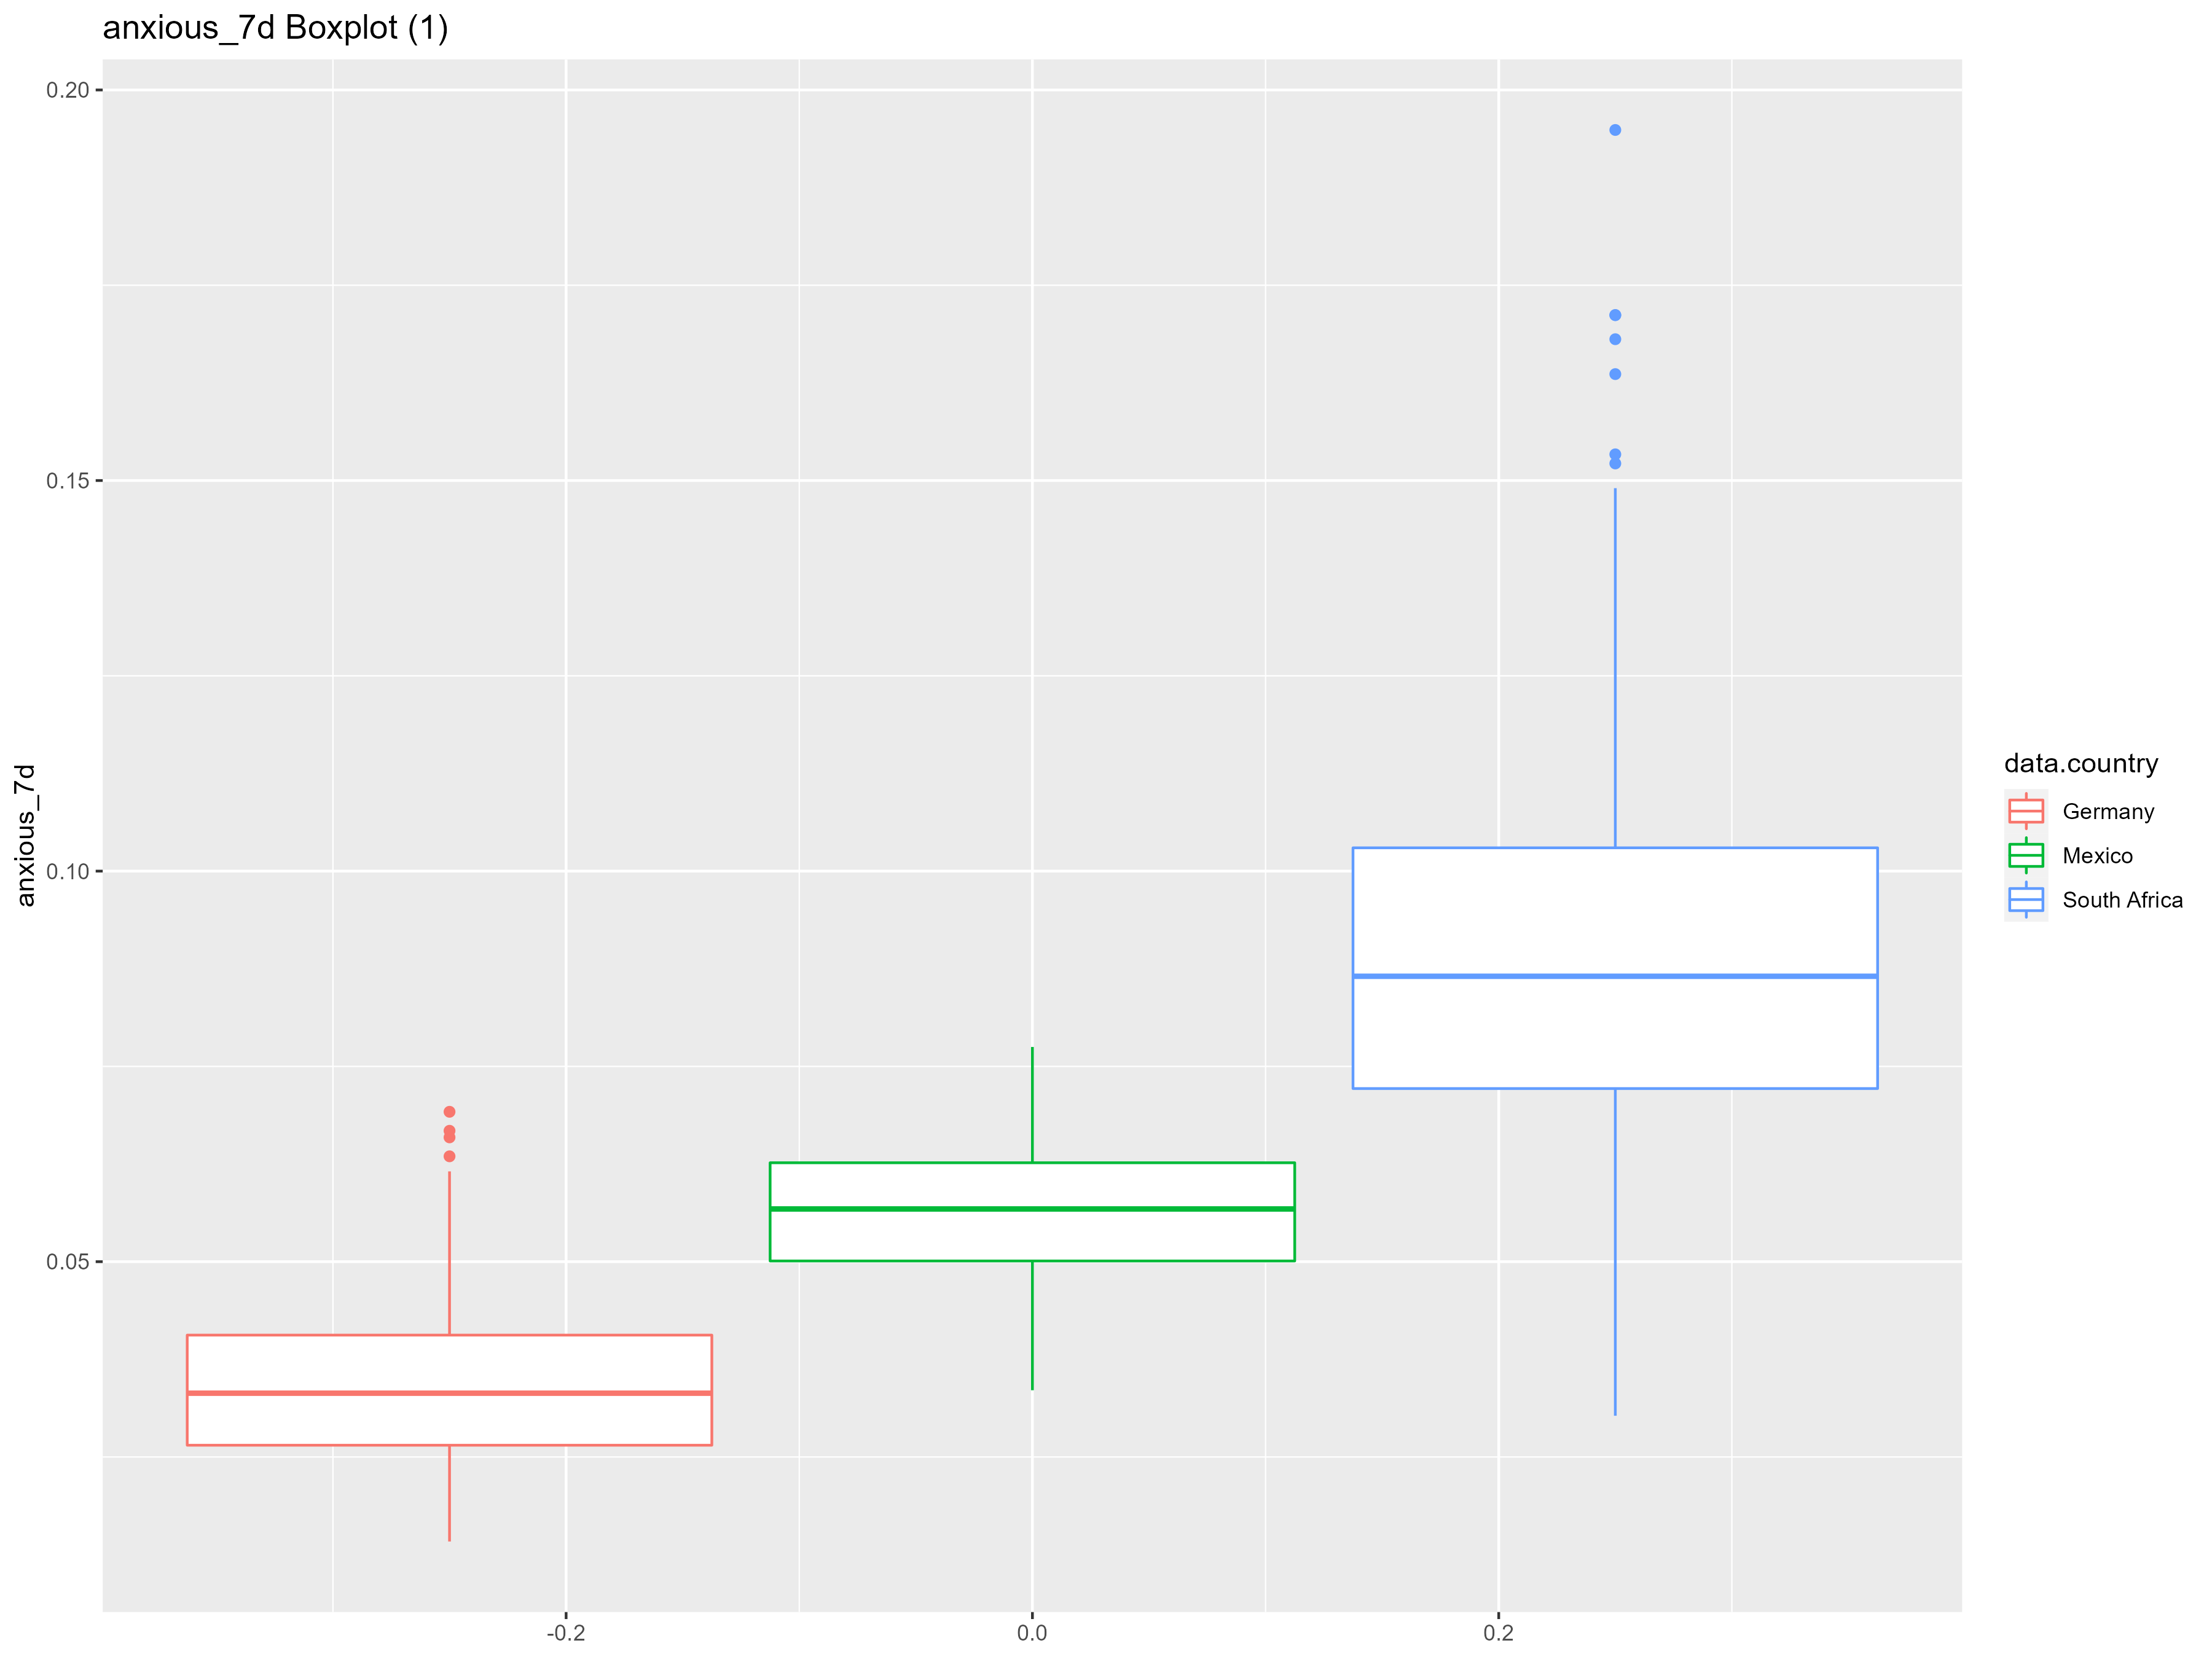 anxious_7d Boxplot (1)
0.20
0.15
0.10
0.05
anxious_7d
-0.2
0.0
0.2
data.country
Germany
Mexico
South Africa